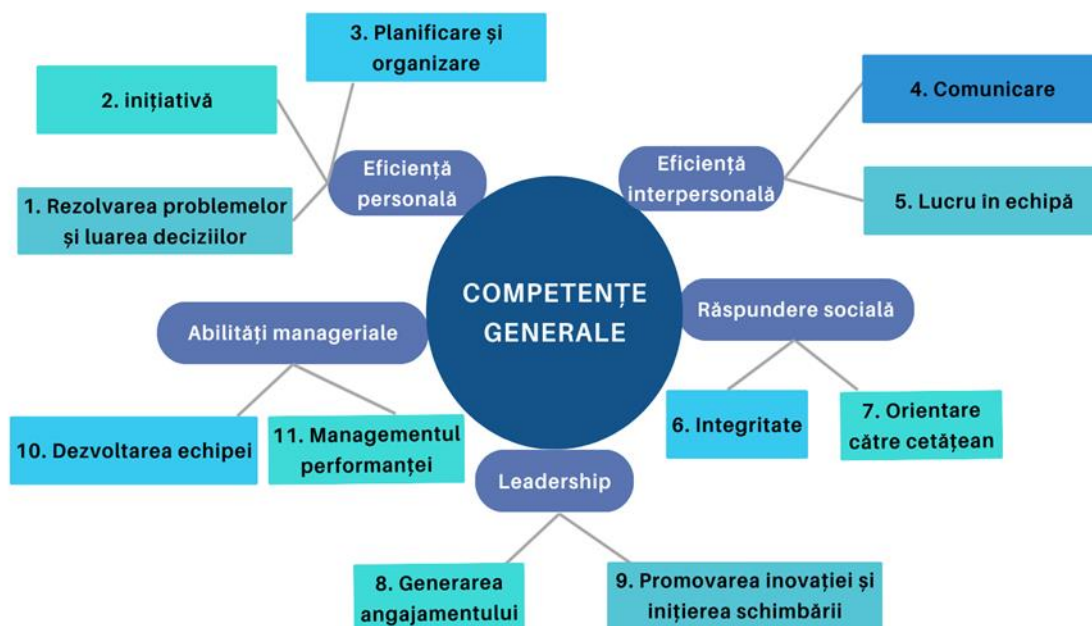 3. Planificare și
organizare
2. inițiativă
4. Comunicare
Eficiență
personală
Eficiență
interpersonală
1. Rezolvarea problemelor
și luarea deciziilor
5. Lucru în echipă
COMPETENȚE
GENERALE
Abilități manageriale
Răspundere socială
10. Dezvoltarea echipei
11. Managementul
performanței
6. Integritate
7. Orientare
către cetățean
Leadership
8. Generarea
angajamentului
9. Promovarea inovației și
inițierea schimbării